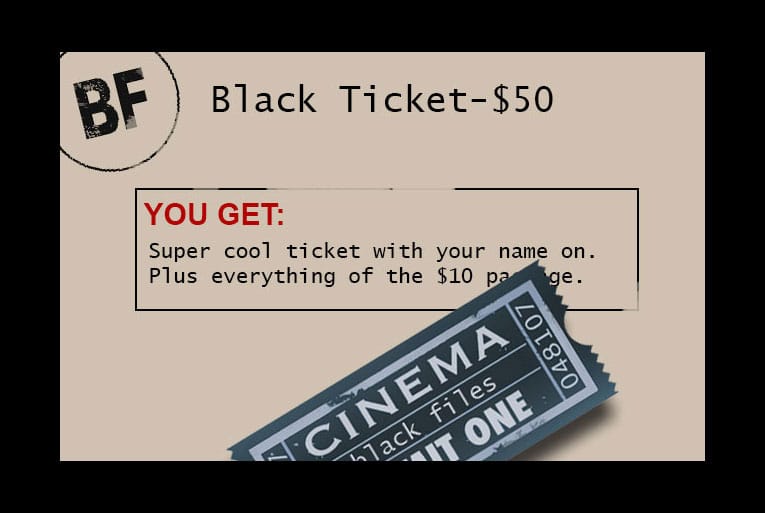 BF
Black Ticket-$50
YOU GET:
Super cool ticket with your name on.
Plus everything of the $10
048107
CINEMA
black files
ONE